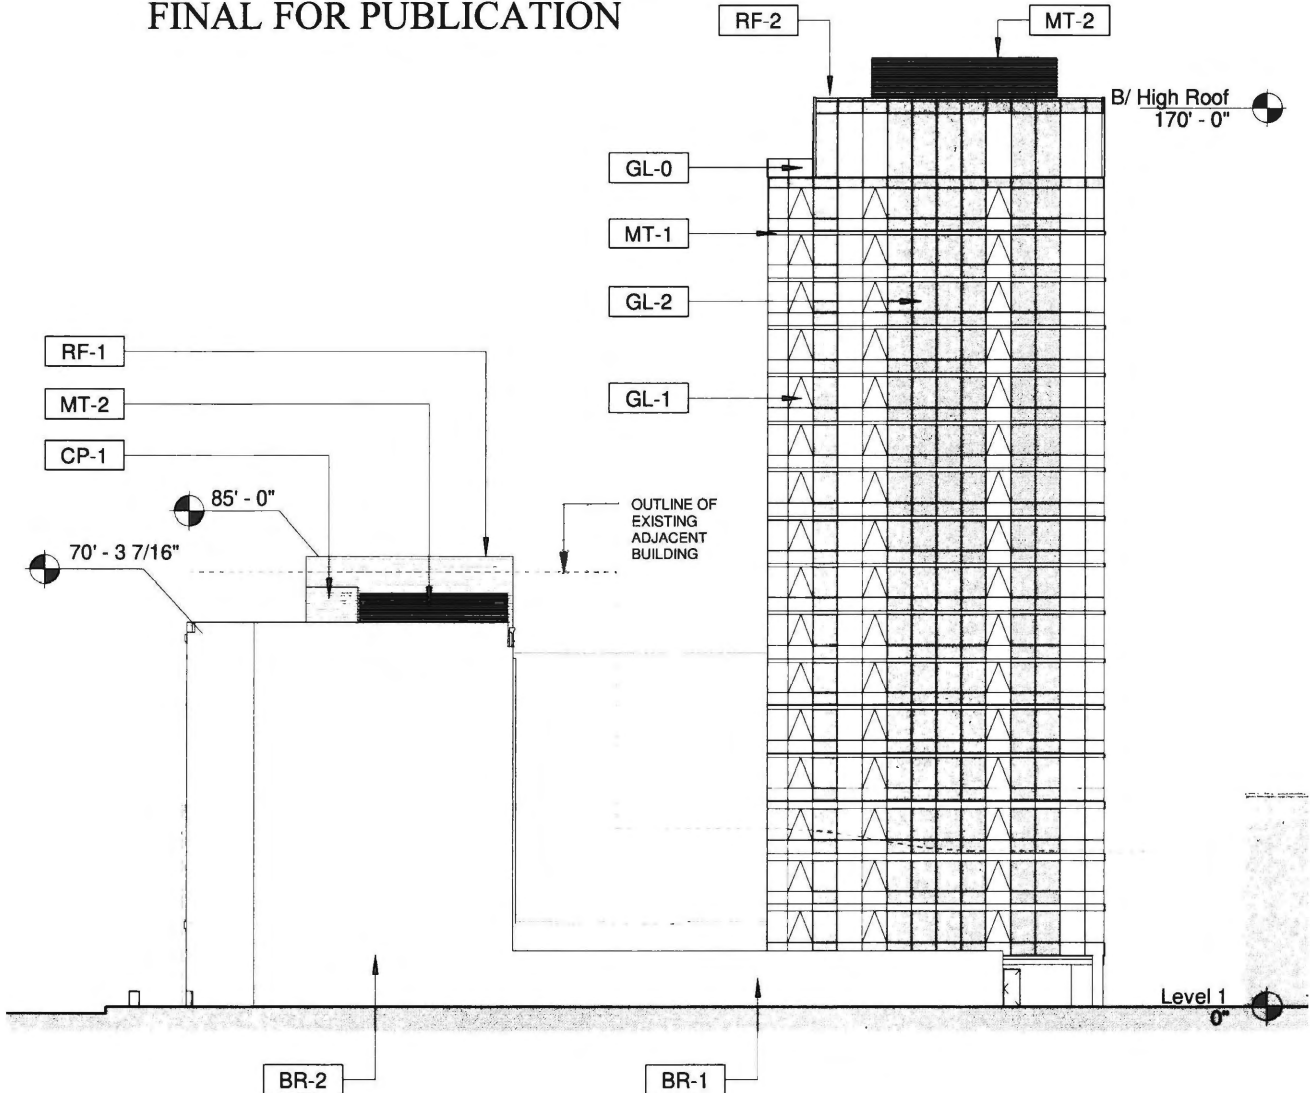 FINAL FOR PUBLICATION
RF-2
MT-2
B/ High Roof
170' - 0"
GL-0
MT-1
GL-2
GL-1
RF-1
MT-2
CP-1
85' - 0"
70' - 3 7/16"
OUTLINE OF
EXISTING
ADJACENT
BUILDING
Level 1
0"
BR-2
BR-1